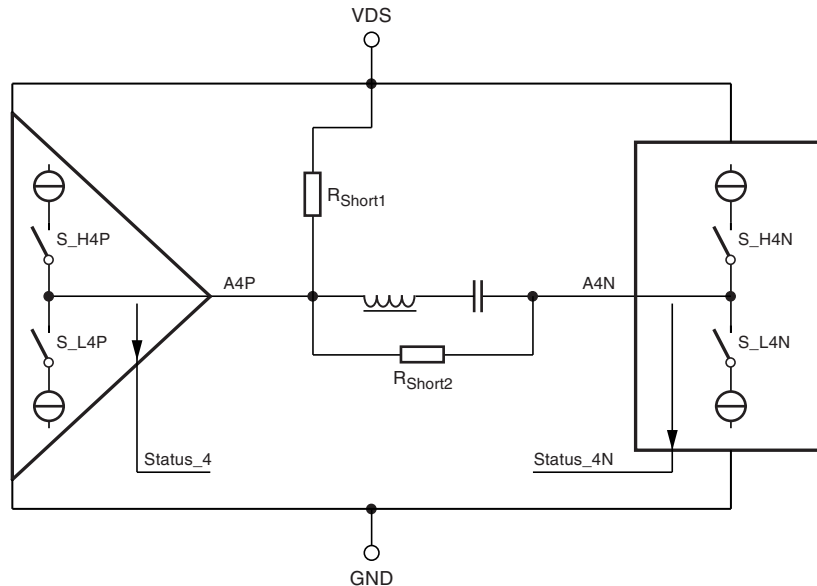 VDS
RShort1
S_H4P
S_H4N
A4P
A4N
S_L4P
S_L4N
RShort2
Status_4
Status_4N
GND